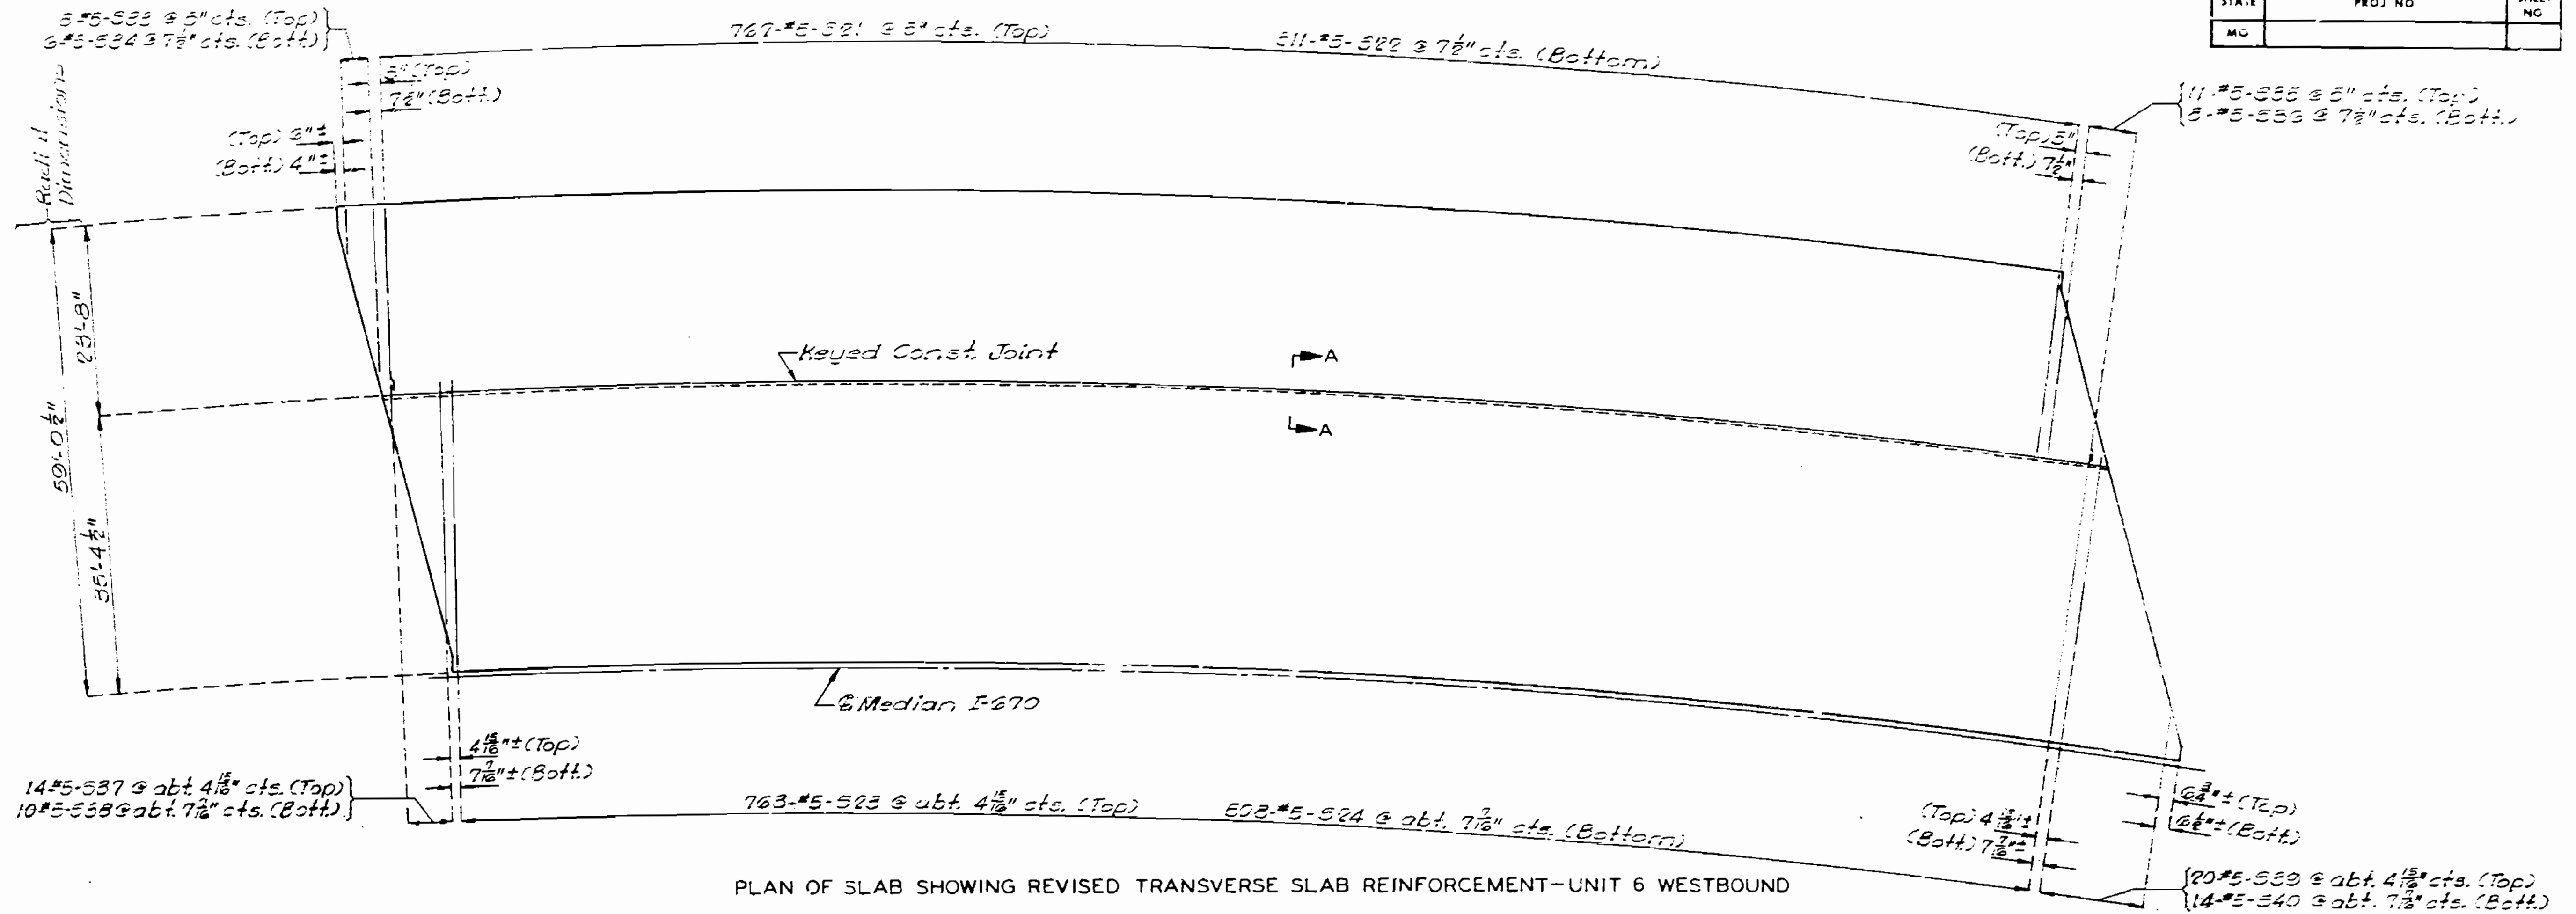 STATE PROJ NO SHEET NO
MO
8-#5-S33 @ 5" cts. (Top)
6-#5-S34 @ 7½" cts. (Bott)
767-#5-S21 @ 5" cts. (Top)
511-#5-S22 @ 7½" cts. (Bottom)
5" (Top)
7½" (Bott.)
11-#5-S35 @ 5" cts. (Top)
8-#5-S36 @ 7½" cts. (Bott.)
Radial Dimensions
(Top) 3"±
(Bott.) 4"±
(Top) 5"
(Bott.) 7½"
23'-8"
59'-0½"
35'-4½"
Keyed Const. Joint
A
A
℄ Median I-670
4 15/16"± (Top)
7 7/16"± (Bott.)
14-#5-S37 @ abt. 4 15/16" cts. (Top)
10-#5-S38 @ abt. 7 7/16" cts. (Bott.)
763-#5-S23 @ abt. 4 15/16" cts. (Top)
508-#5-S24 @ abt. 7 7/16" cts. (Bottom)
(Top) 4 15/16"±
(Bott.) 7 7/16"±
6¾"± (Top)
6½"± (Bott.)
20-#5-S39 @ abt. 4 15/16" cts. (Top)
14-#5-S40 @ abt. 7 7/16" cts. (Bott.)
PLAN OF SLAB SHOWING REVISED TRANSVERSE SLAB REINFORCEMENT-UNIT 6 WESTBOUND